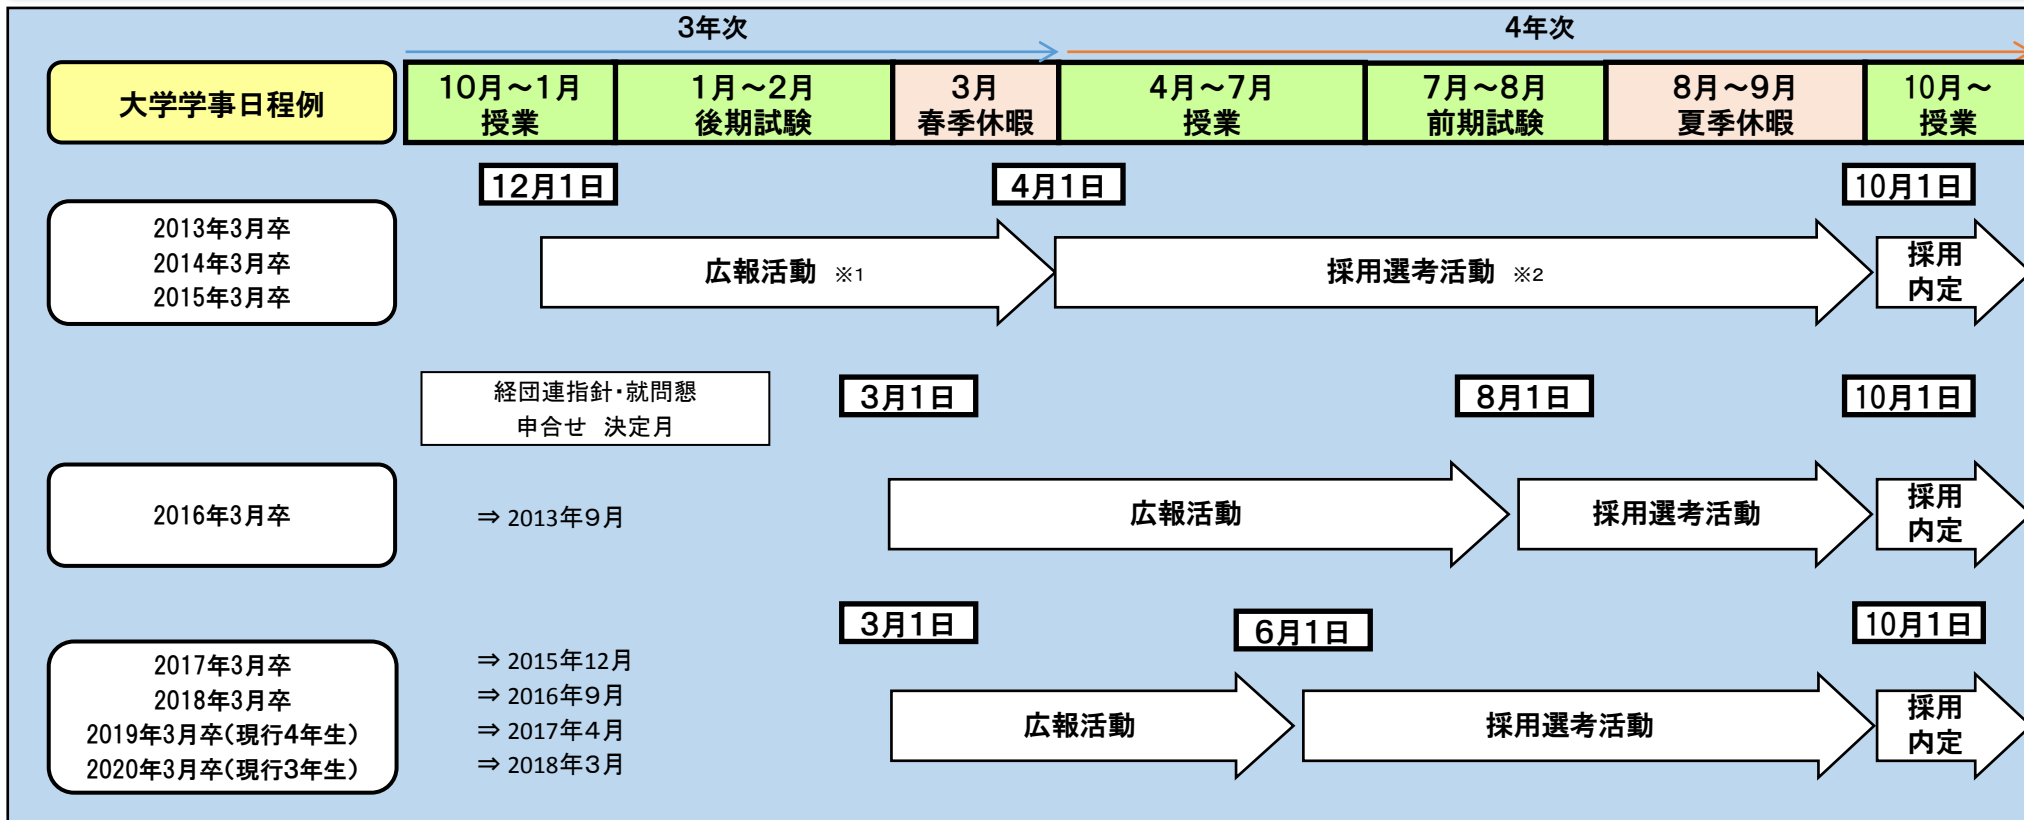 3年次
4年次
大学学事日程例
10月～1月
授業
1月～2月
後期試験
3月
春季休暇
4月～7月
授業
7月～8月
前期試験
8月～9月
夏季休暇
10月～
授業
12月1日
4月1日
10月1日
2013年3月卒
2014年3月卒
2015年3月卒
広報活動 ※1
採用選考活動 ※2
採用
内定
経団連指針・就問懇
申合せ 決定月
3月1日
8月1日
10月1日
2016年3月卒
⇒ 2013年9月
広報活動
採用選考活動
採用
内定
3月1日
6月1日
10月1日
2017年3月卒
2018年3月卒
2019年3月卒(現行4年生)
2020年3月卒(現行3年生)
⇒ 2015年12月
⇒ 2016年9月
⇒ 2017年4月
⇒ 2018年3月
広報活動
採用選考活動
採用
内定